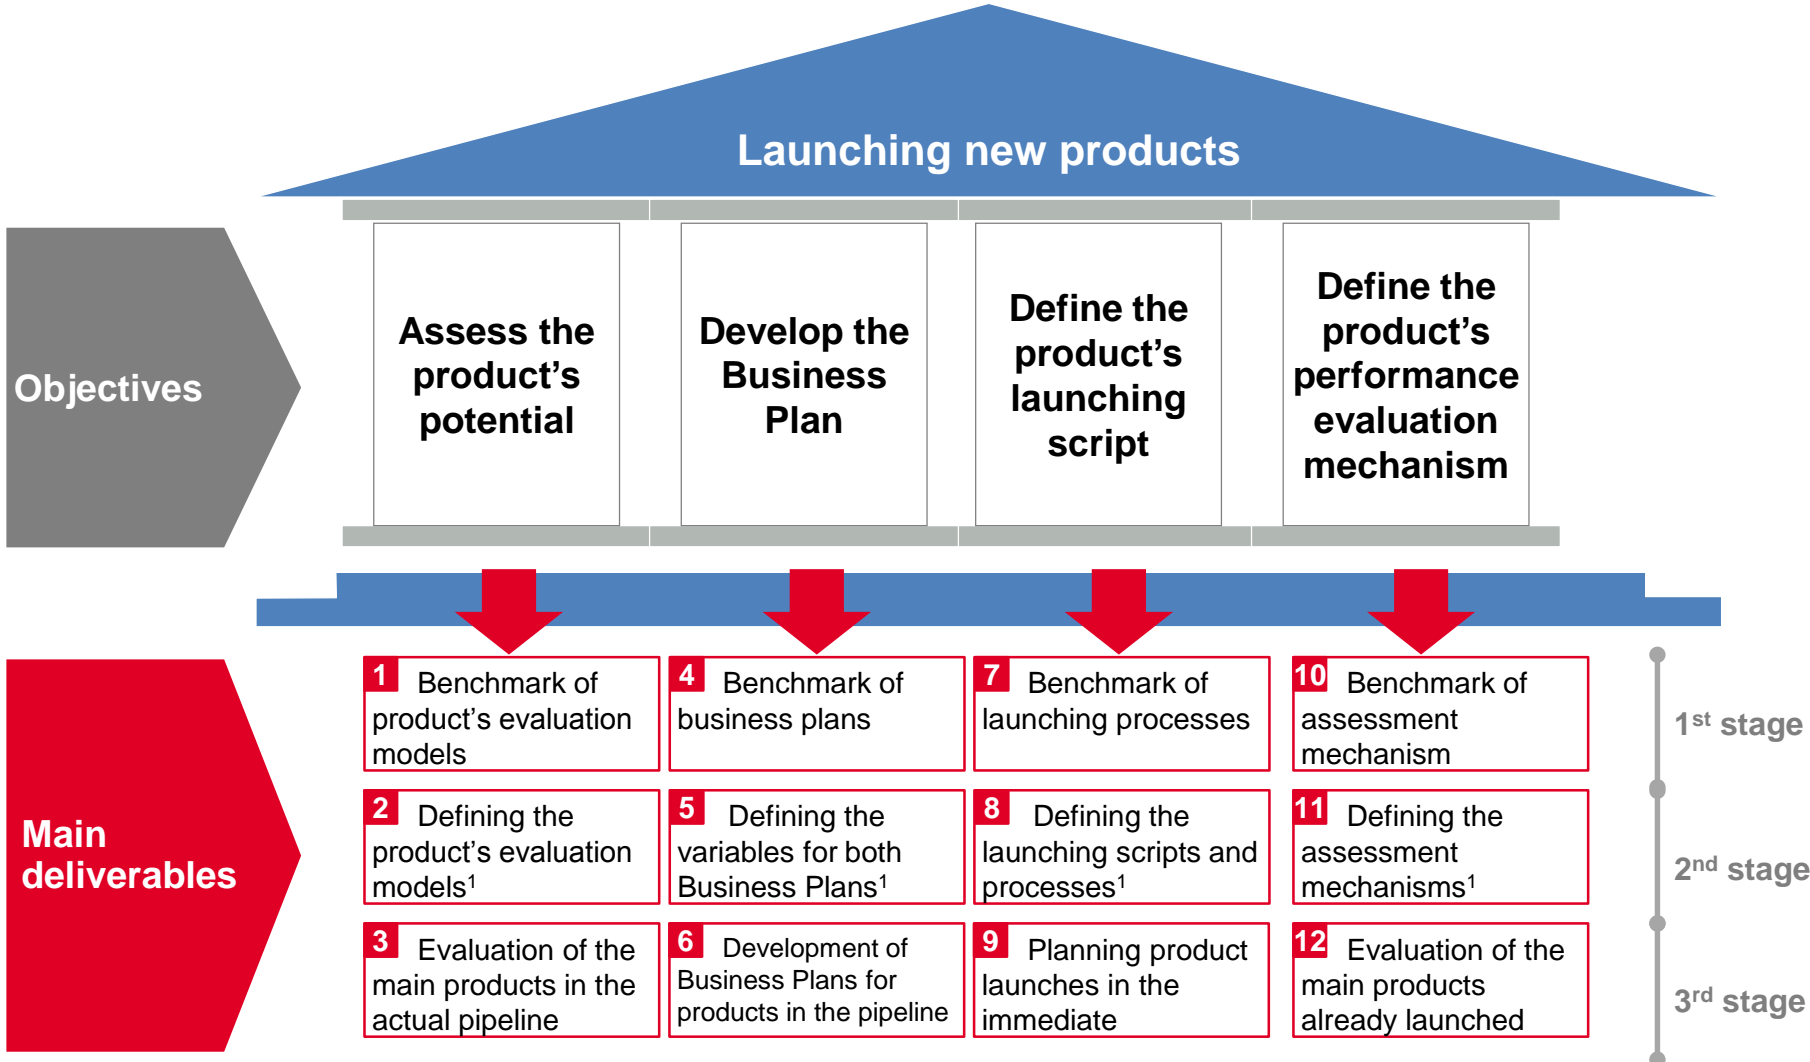 Launching new products
Objectives
Assess the
product’s
potential
Develop the
Business
Plan
Define the
product’s
launching
script
Define the
product’s
performance
evaluation
mechanism
Main
deliverables
1 Benchmark of
product’s evaluation
models
4 Benchmark of
business plans
7 Benchmark of
launching processes
10 Benchmark of
assessment
mechanism
1st stage
2 Defining the
product’s evaluation
models1
5 Defining the
variables for both
Business Plans1
8 Defining the
launching scripts and
processes1
11 Defining the
assessment
mechanisms1
2nd stage
3 Evaluation of the
main products in the
actual pipeline
6 Development of
Business Plans for
products in the pipeline
9 Planning product
launches in the
immediate
12 Evaluation of the
main products
already launched
3rd stage